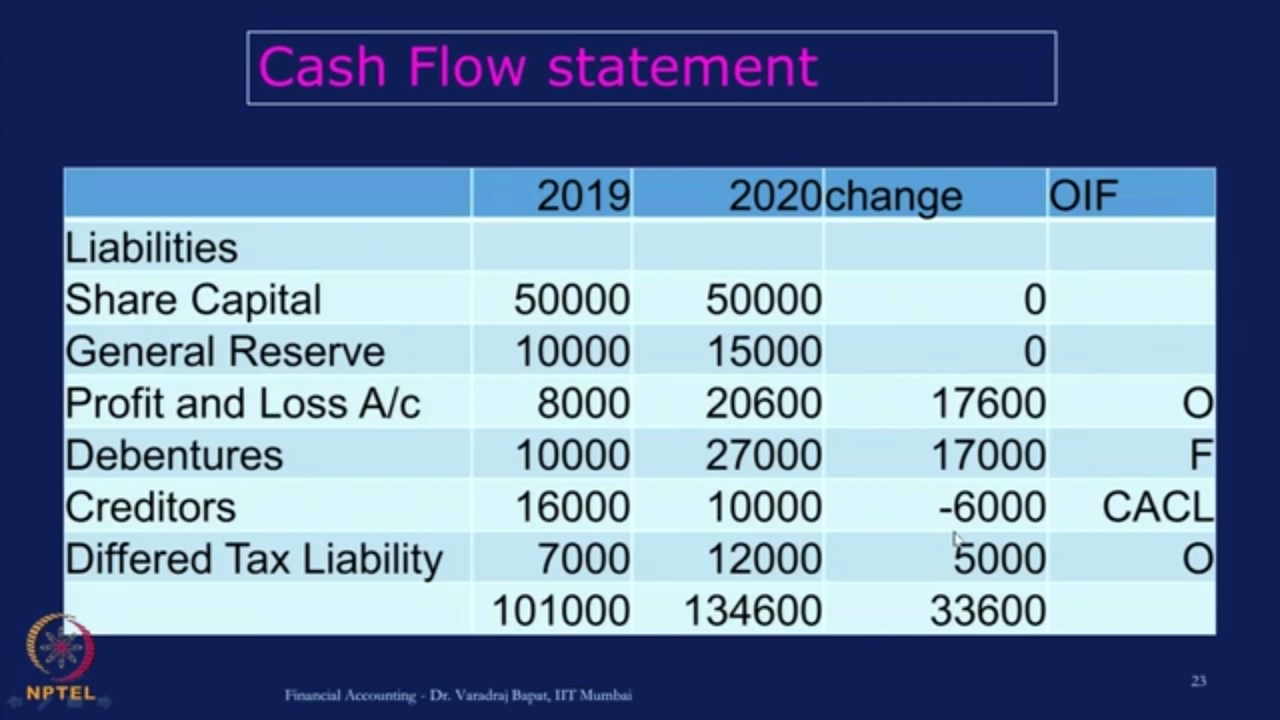 Cash Flow statement
2019 2020 change OIF
Liabilities
Share Capital 50000 50000 0
General Reserve 10000 15000 0
Profit and Loss A/c 8000 20600 17600 O
Debentures 10000 27000 17000 F
Creditors 16000 10000 -6000 CACL
Differed Tax Liability 7000 12000 5000 O
101000 134600 33600
NPTEL
Financial Accounting - Dr. Varadraj Bapat, IIT Mumbai
23